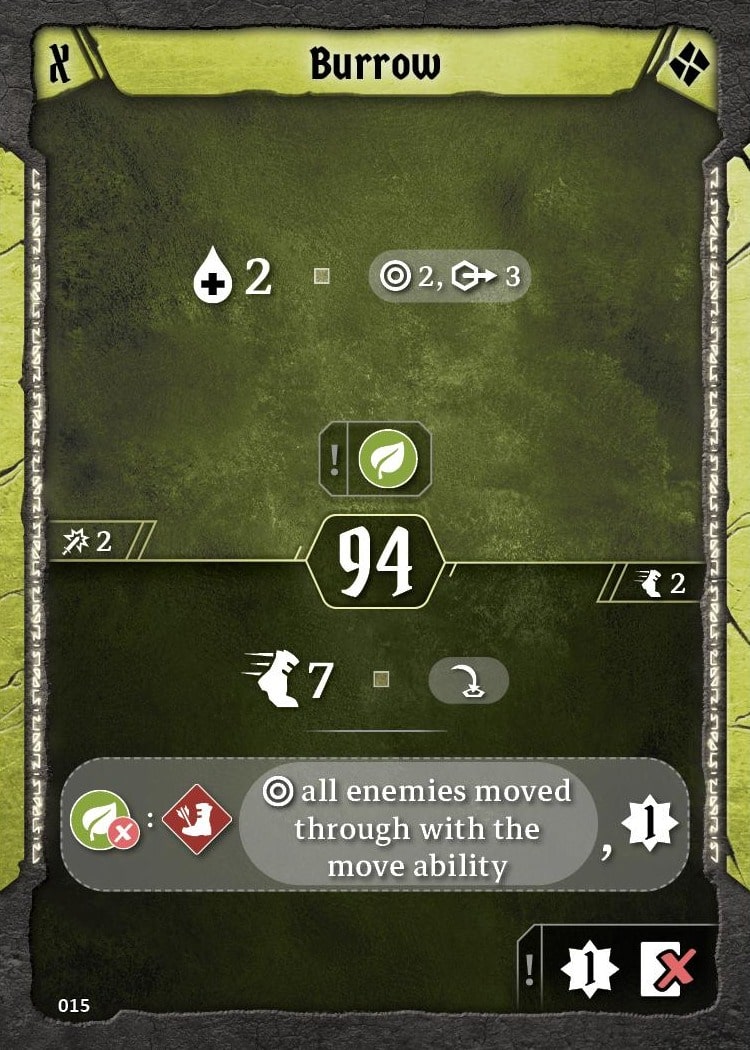 X Burrow
2 2, 3
!
2 94 2
7
: all enemies moved
through with the
move ability , 1
! 1
015